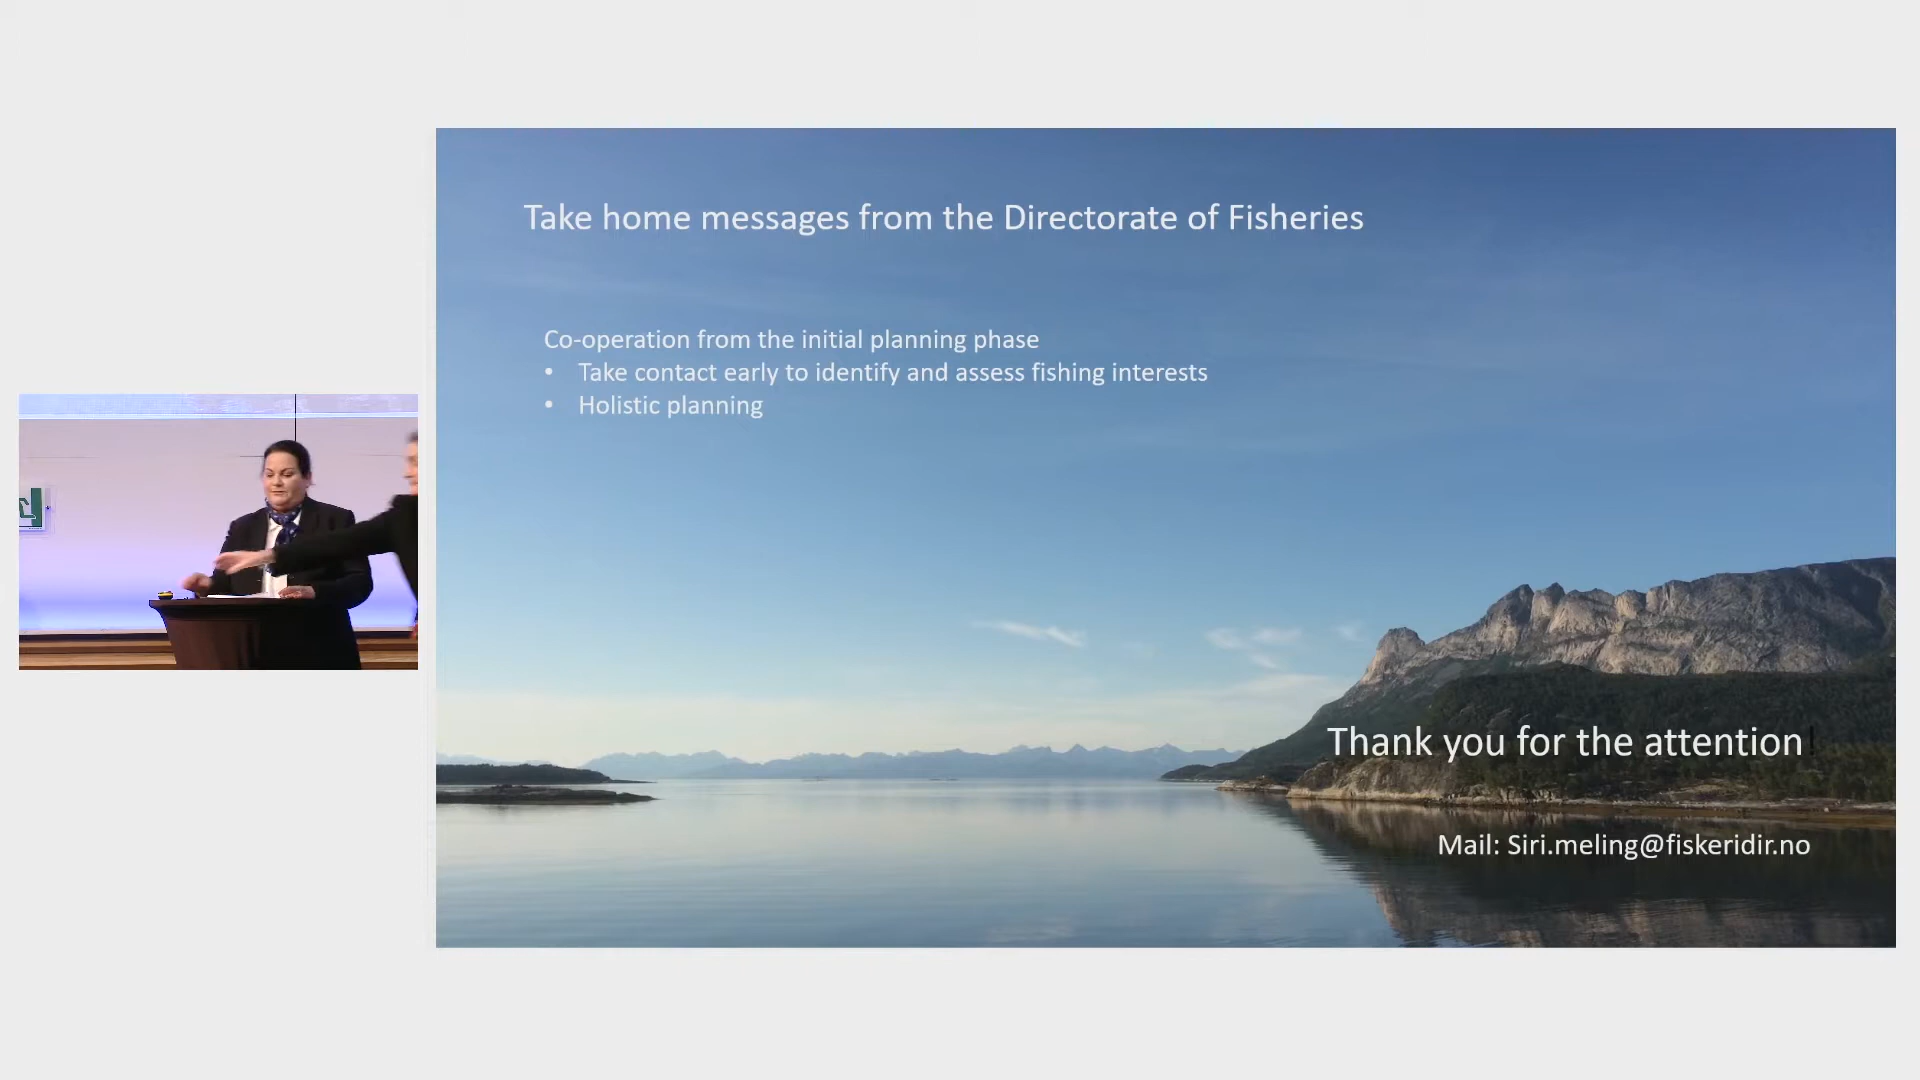 Take home messages from the Directorate of Fisheries
Co-operation from the initial planning phase
• Take contact early to identify and assess fishing interests
• Holistic planning
Thank you for the attention!
Mail: Siri.meling@fiskeridir.no